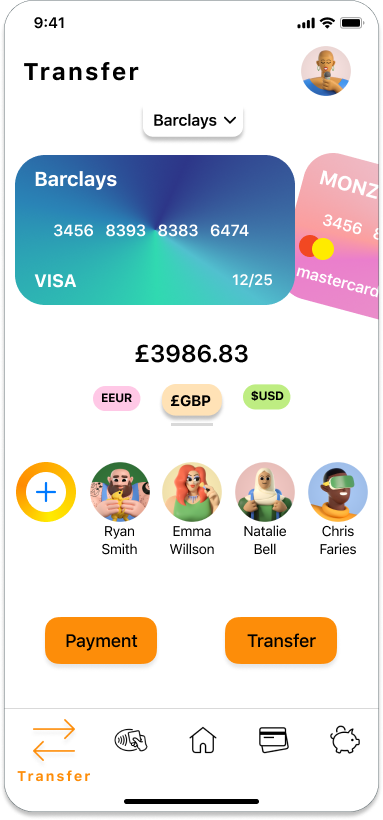 9:41
Transfer
Barclays
Barclays
3456 8393 8383 6474
VISA 12/25
MONZ
3456 8
mastercard
£3986.83
EEUR £GBP $USD
Ryan Smith
Emma Willson
Natalie Bell
Chris Faries
Payment Transfer
Transfer